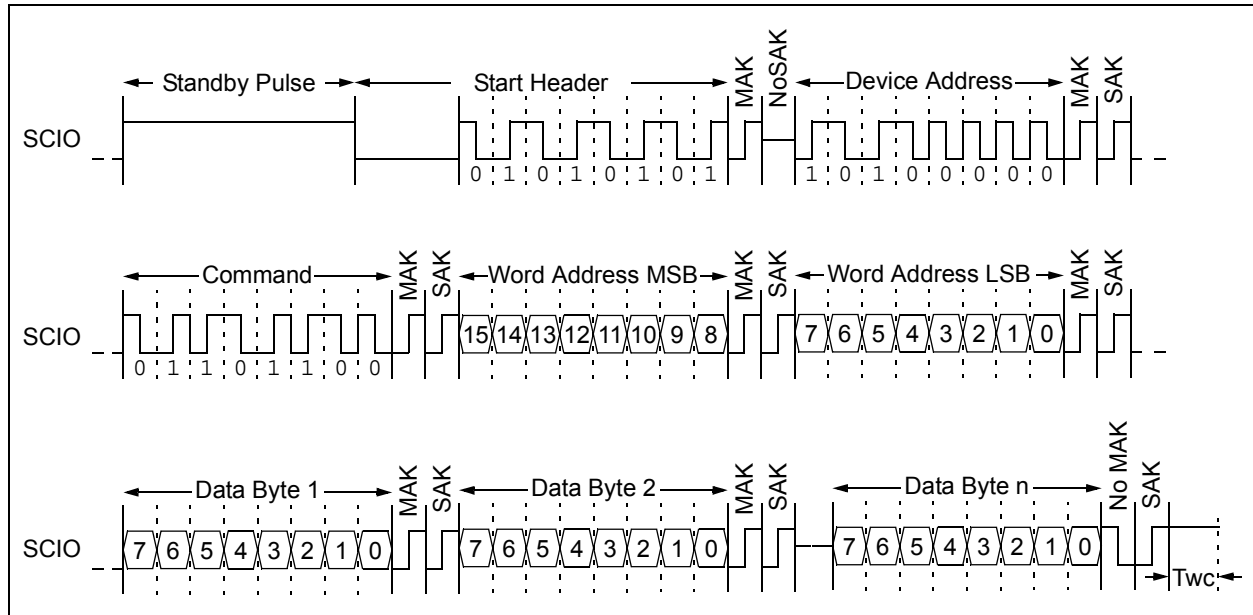 Standby Pulse Start Header MAK NoSAK Device Address MAK SAK
SCIO
0 1 0 1 0 1 0 1 1 0 1 0 0 0 0 0
Command MAK SAK Word Address MSB MAK SAK Word Address LSB MAK SAK
SCIO 15 14 13 12 11 10 9 8 7 6 5 4 3 2 1 0
0 1 1 0 1 1 0 0
Data Byte 1 MAK SAK Data Byte 2 MAK SAK Data Byte n No MAK SAK
SCIO 7 6 5 4 3 2 1 0 7 6 5 4 3 2 1 0 7 6 5 4 3 2 1 0
Twc